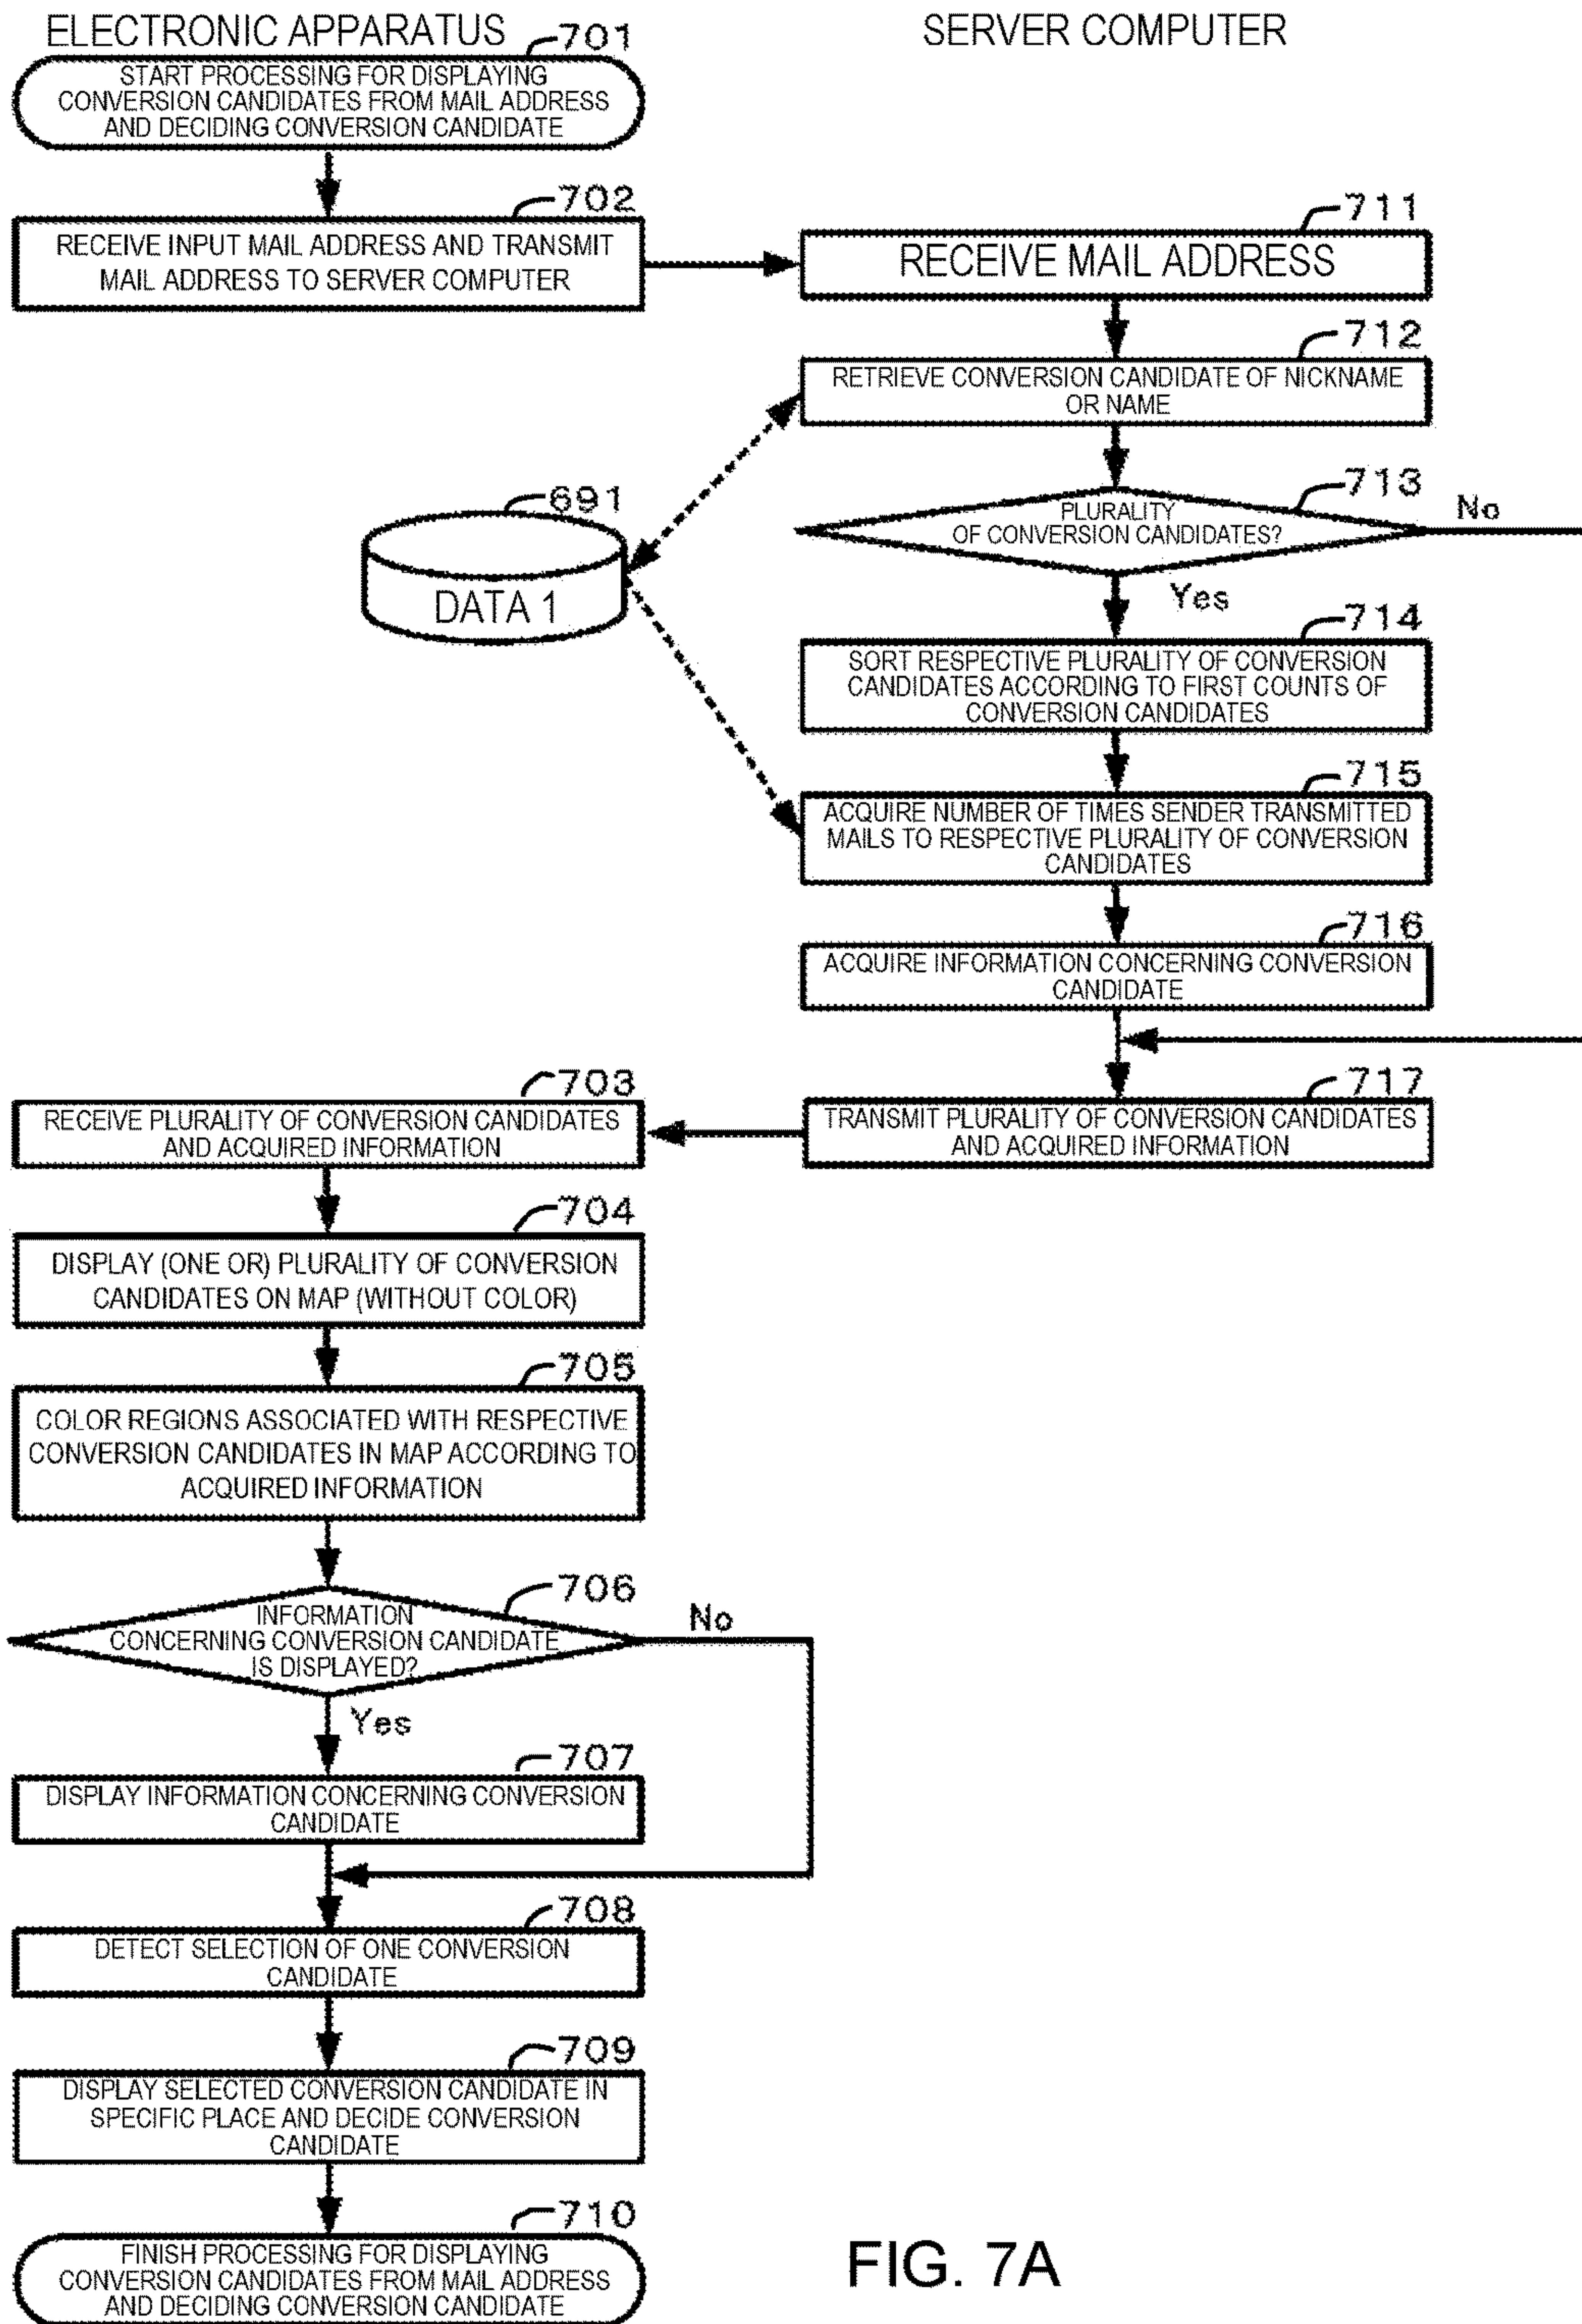 ELECTRONIC APPARATUS
701
START PROCESSING FOR DISPLAYING
CONVERSION CANDIDATES FROM MAIL ADDRESS
AND DECIDING CONVERSION CANDIDATE
702
RECEIVE INPUT MAIL ADDRESS AND TRANSMIT
MAIL ADDRESS TO SERVER COMPUTER
SERVER COMPUTER
711
RECEIVE MAIL ADDRESS
712
RETRIEVE CONVERSION CANDIDATE OF NICKNAME
OR NAME
691
DATA 1
713
PLURALITY
OF CONVERSION CANDIDATES?
No
Yes
714
SORT RESPECTIVE PLURALITY OF CONVERSION
CANDIDATES ACCORDING TO FIRST COUNTS OF
CONVERSION CANDIDATES
715
ACQUIRE NUMBER OF TIMES SENDER TRANSMITTED
MAILS TO RESPECTIVE PLURALITY OF CONVERSION
CANDIDATES
716
ACQUIRE INFORMATION CONCERNING CONVERSION
CANDIDATE
717
TRANSMIT PLURALITY OF CONVERSION CANDIDATES
AND ACQUIRED INFORMATION
703
RECEIVE PLURALITY OF CONVERSION CANDIDATES
AND ACQUIRED INFORMATION
704
DISPLAY (ONE OR) PLURALITY OF CONVERSION
CANDIDATES ON MAP (WITHOUT COLOR)
705
COLOR REGIONS ASSOCIATED WITH RESPECTIVE
CONVERSION CANDIDATES IN MAP ACCORDING TO
ACQUIRED INFORMATION
706
INFORMATION
CONCERNING CONVERSION CANDIDATE
IS DISPLAYED?
No
Yes
707
DISPLAY INFORMATION CONCERNING CONVERSION
CANDIDATE
708
DETECT SELECTION OF ONE CONVERSION
CANDIDATE
709
DISPLAY SELECTED CONVERSION CANDIDATE IN
SPECIFIC PLACE AND DECIDE CONVERSION
CANDIDATE
710
FINISH PROCESSING FOR DISPLAYING
CONVERSION CANDIDATES FROM MAIL ADDRESS
AND DECIDING CONVERSION CANDIDATE
FIG. 7A